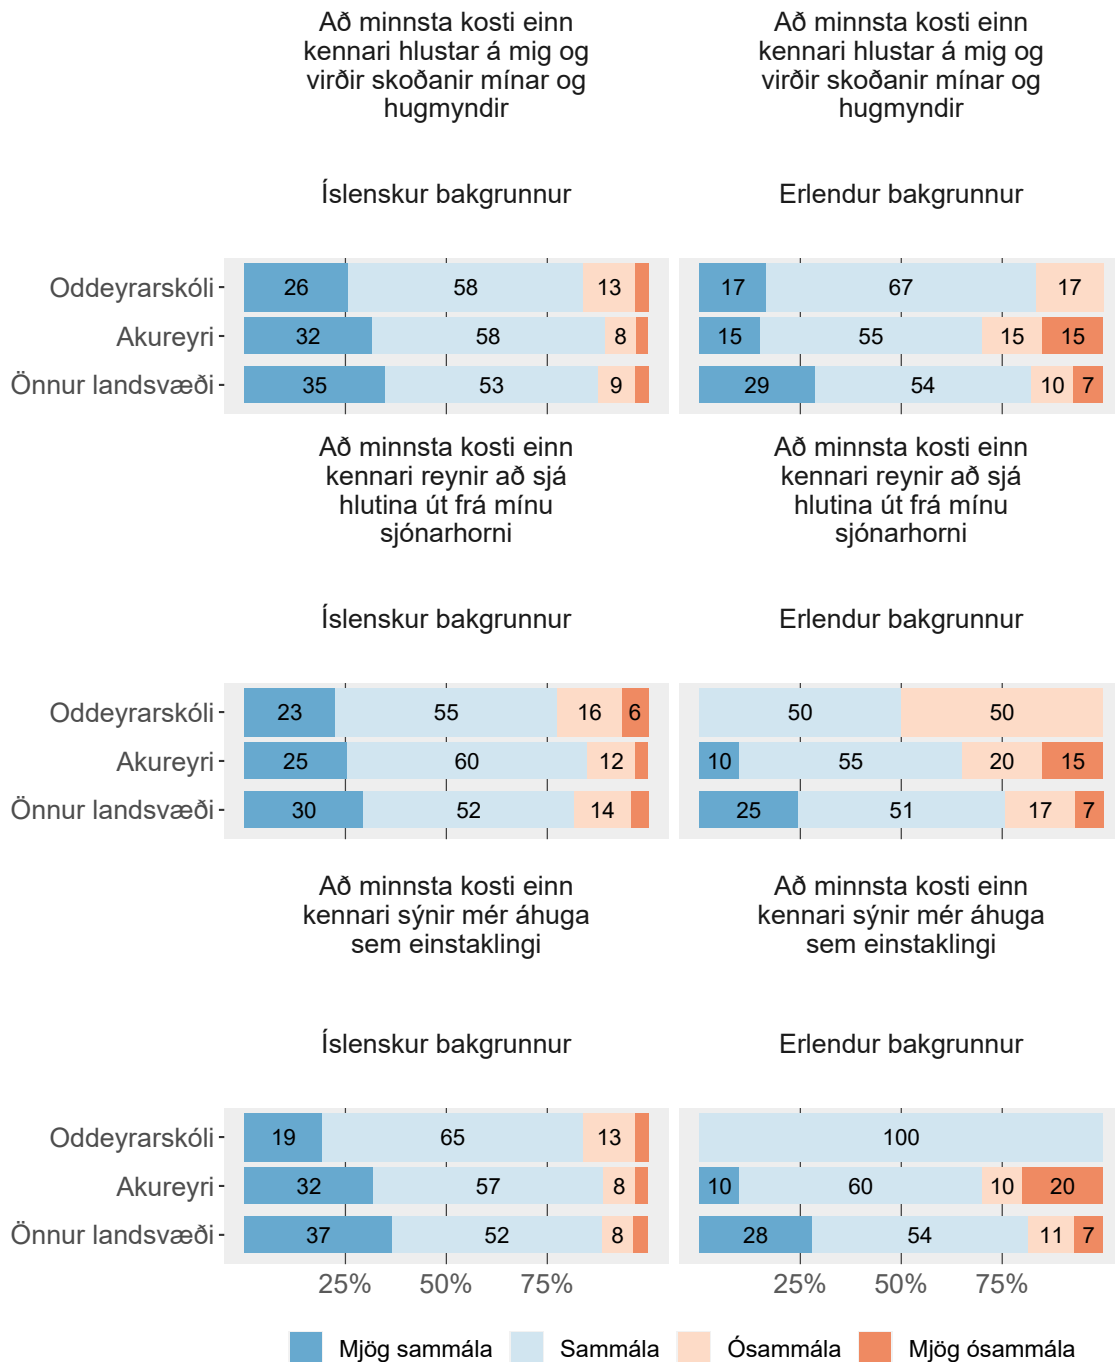 Að minnsta kosti einn
kennari hlustar á mig og
virðir skoðanir mínar og
hugmyndir
Að minnsta kosti einn
kennari hlustar á mig og
virðir skoðanir mínar og
hugmyndir
Íslenskur bakgrunnur
Erlendur bakgrunnur
Oddeyrarskóli 26 58 13 17 67 17
Akureyri 32 58 8 15 55 15 15
Önnur landsvæði 35 53 9 29 54 10 7
Að minnsta kosti einn
kennari reynir að sjá
hlutina út frá mínu
sjónarhorni
Að minnsta kosti einn
kennari reynir að sjá
hlutina út frá mínu
sjónarhorni
Íslenskur bakgrunnur
Erlendur bakgrunnur
Oddeyrarskóli 23 55 16 6 50 50
Akureyri 25 60 12 10 55 20 15
Önnur landsvæði 30 52 14 25 51 17 7
Að minnsta kosti einn
kennari sýnir mér áhuga
sem einstaklingi
Að minnsta kosti einn
kennari sýnir mér áhuga
sem einstaklingi
Íslenskur bakgrunnur
Erlendur bakgrunnur
Oddeyrarskóli 19 65 13 100
Akureyri 32 57 8 10 60 10 20
Önnur landsvæði 37 52 8 28 54 11 7
25% 50% 75% 25% 50% 75%
Mjög sammála Sammála Ósammála Mjög ósammála